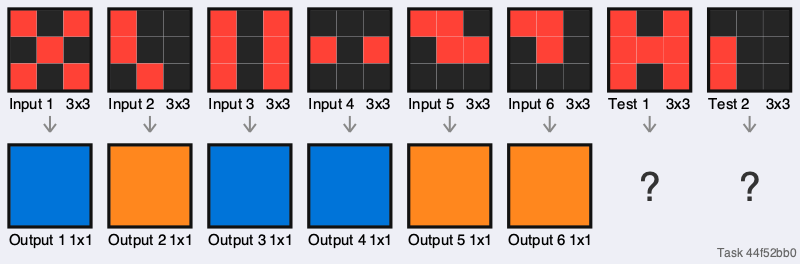 Input 1 3x3 Input 2 3x3 Input 3 3x3 Input 4 3x3 Input 5 3x3 Input 6 3x3 Test 1 3x3 Test 2 3x3
? ?
Output 1 1x1 Output 2 1x1 Output 3 1x1 Output 4 1x1 Output 5 1x1 Output 6 1x1
Task 44f52bb0